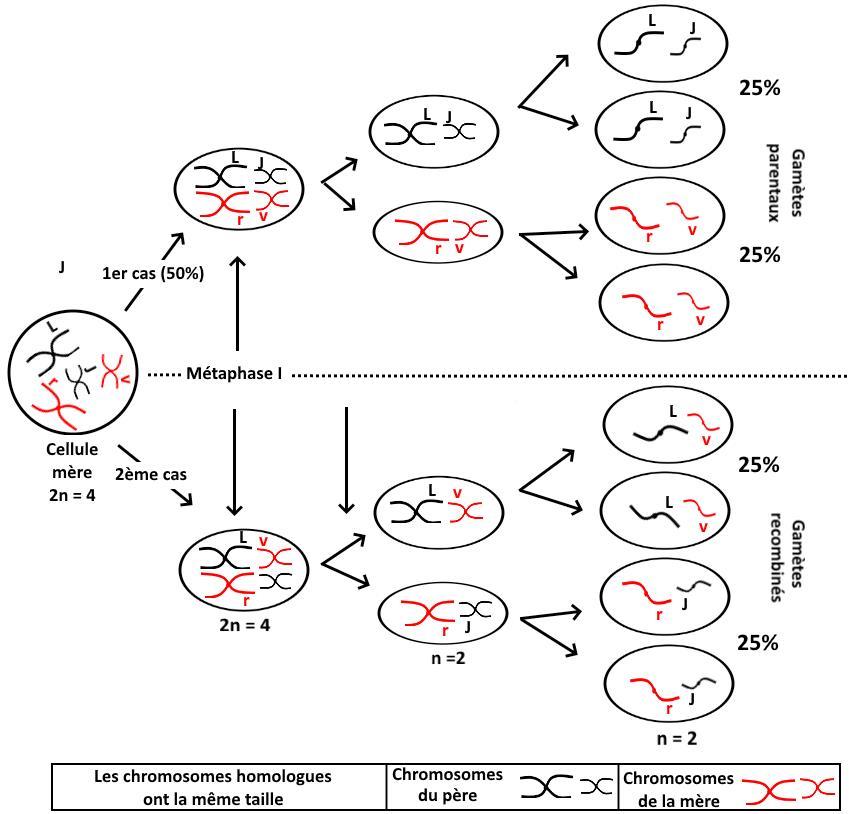 L J
25%
L J
L J
L J
Gamètes
parentaux
r v
r v
J
1er cas (50%)
r v
25%
r v
L
J
r
v
Métaphase I
L
v
Cellule
mère
2n = 4
2ème cas
L v
25%
L v
L v
Gamètes
recombinés
r
2n = 4
r J
r J
25%
n =2
r J
n = 2
Les chromosomes homologues
ont la même taille
Chromosomes
du père
Chromosomes
de la mère